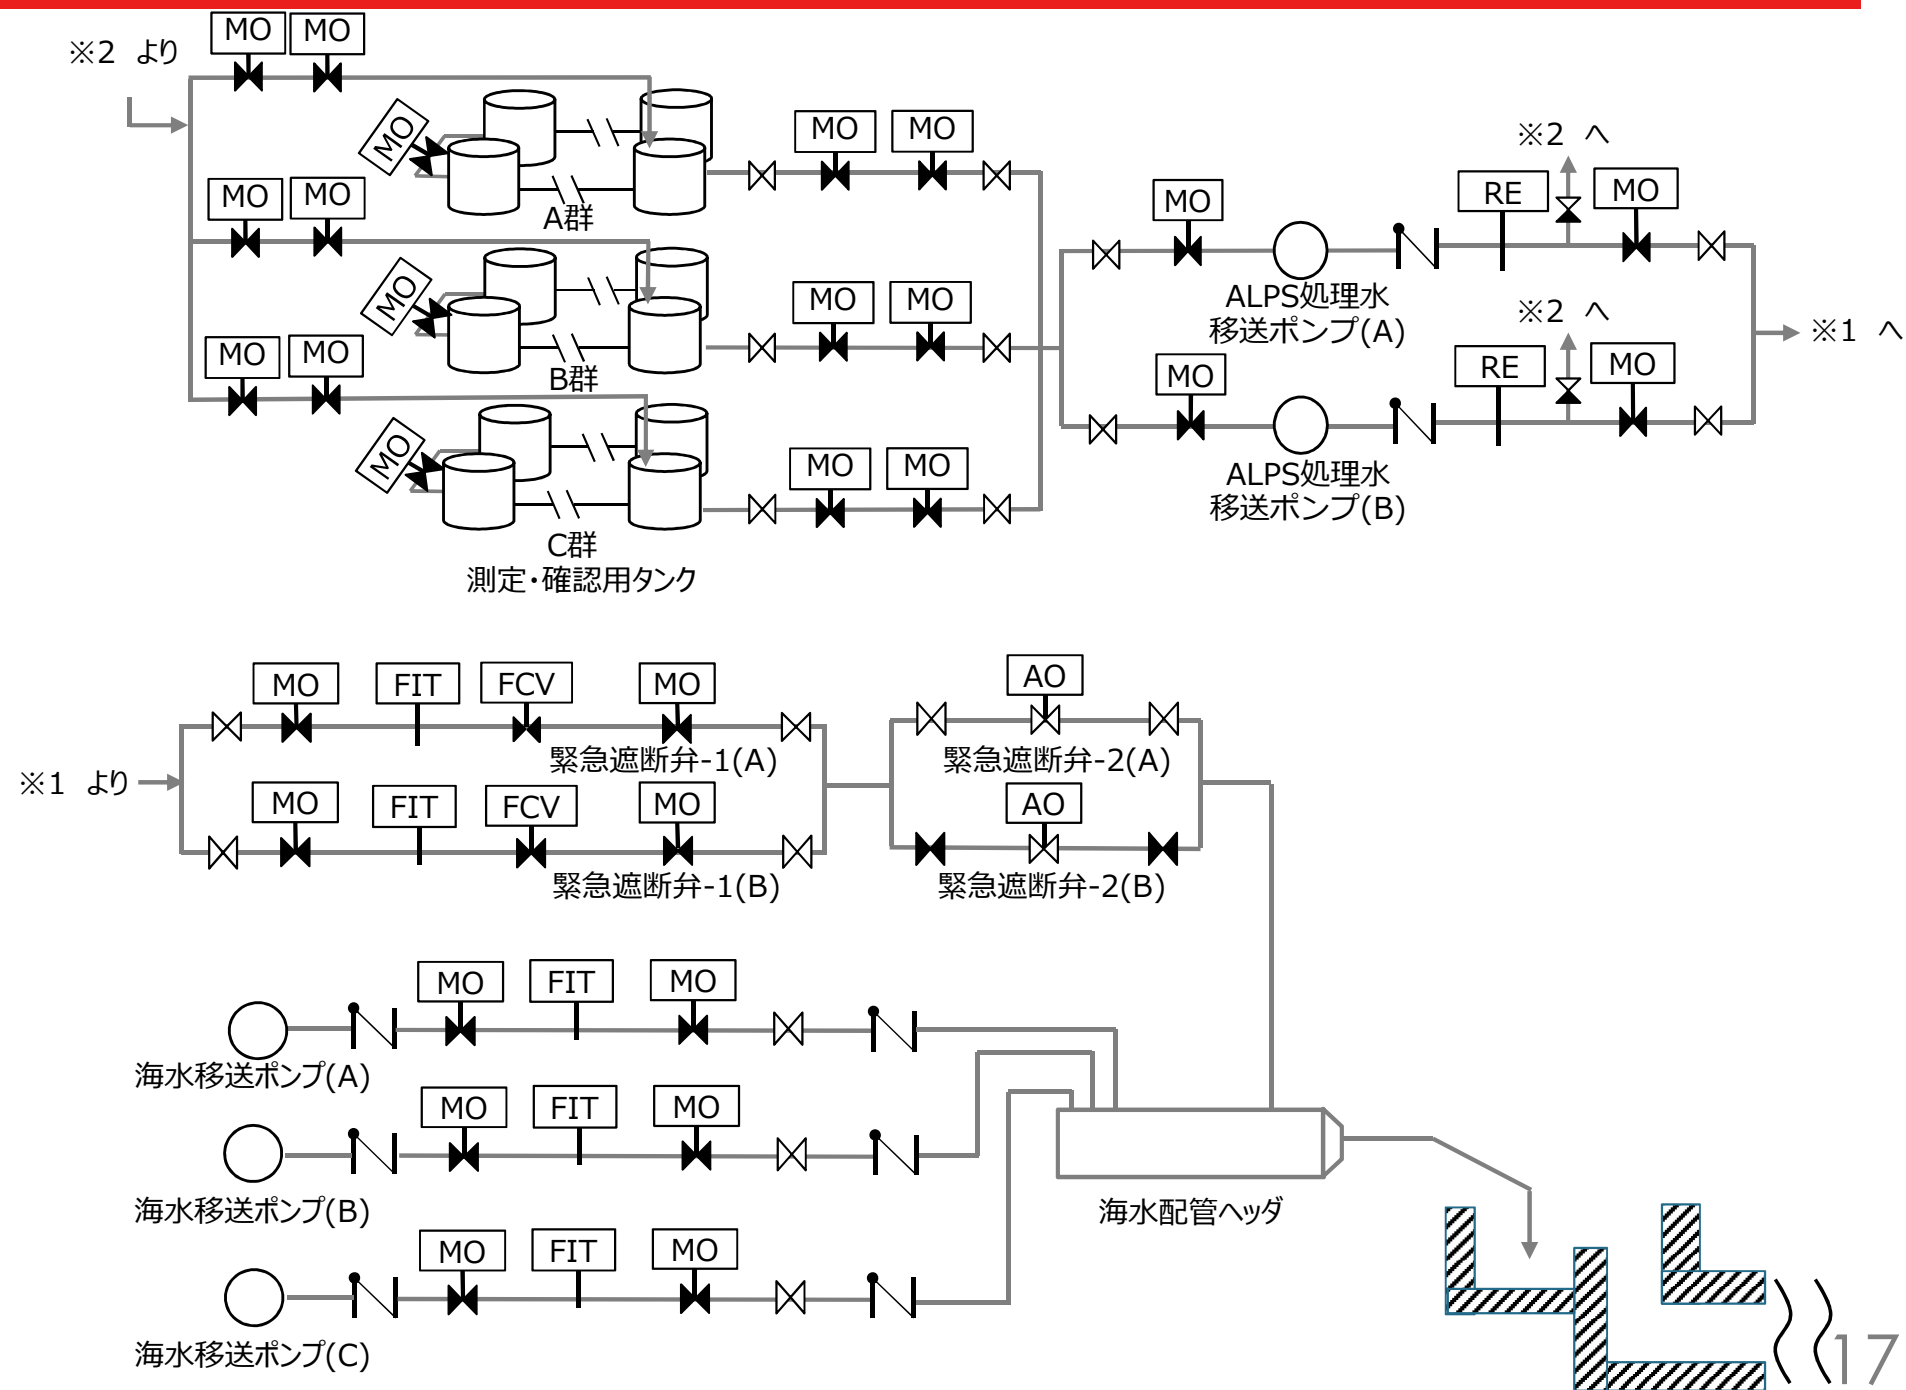 ※2 より
MO MO
MO
MO MO
A群
MO MO
MO
MO MO
B群
MO MO
MO
MO MO
C群
MO MO
測定・確認用タンク
MO
ALPS処理水
移送ポンプ(A)
RE
※2 へ
MO
MO
ALPS処理水
移送ポンプ(B)
RE
※2 へ
MO
※1 へ
※1 より
MO FIT FCV MO
緊急遮断弁-1(A)
MO FIT FCV MO
緊急遮断弁-1(B)
AO
緊急遮断弁-2(A)
AO
緊急遮断弁-2(B)
MO FIT MO
海水移送ポンプ(A)
MO FIT MO
海水移送ポンプ(B)
MO FIT MO
海水移送ポンプ(C)
海水配管ヘッダ
17